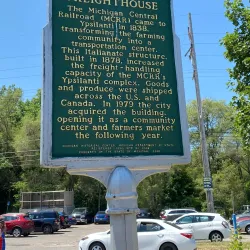 FREIGHTHOUSE
The Michigan Central
Railroad (MCRR) came to
Ypsilanti in 1838,
transforming the farming
community into a
transportation center.
This Italianate structure,
built in 1878, increased
the freight-handling
capacity of the MCRR's
Ypsilanti complex. Goods
and produce were shipped
across the U.S. and
Canada. In 1979 the city
acquired the building,
opening it as a community
center and farmers market
the following year.